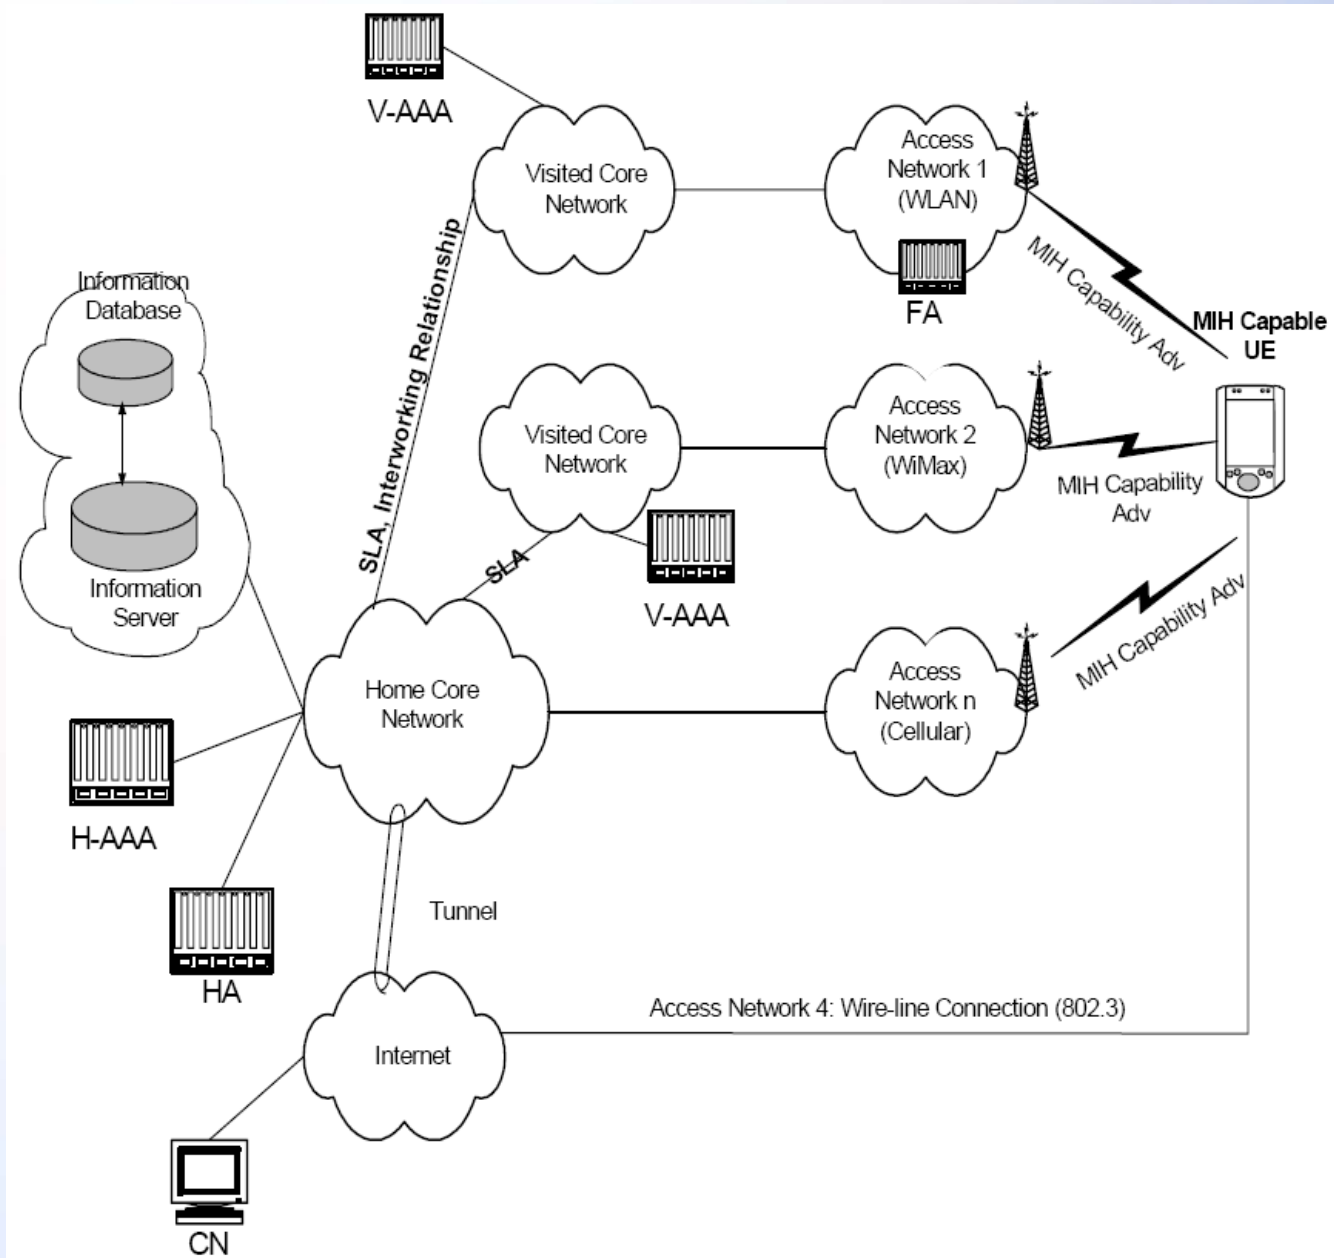 V-AAA
Visited Core
Network
Access
Network 1
(WLAN)
FA
MIH Capability Adv
MIH Capable
UE
Information
Database
Information
Server
SLA, Interworking Relationship
Visited Core
Network
Access
Network 2
(WiMax)
MIH Capability
Adv
SLA
V-AAA
Home Core
Network
Access
Network n
(Cellular)
MIH Capability Adv
H-AAA
HA
Tunnel
Access Network 4: Wire-line Connection (802.3)
Internet
CN